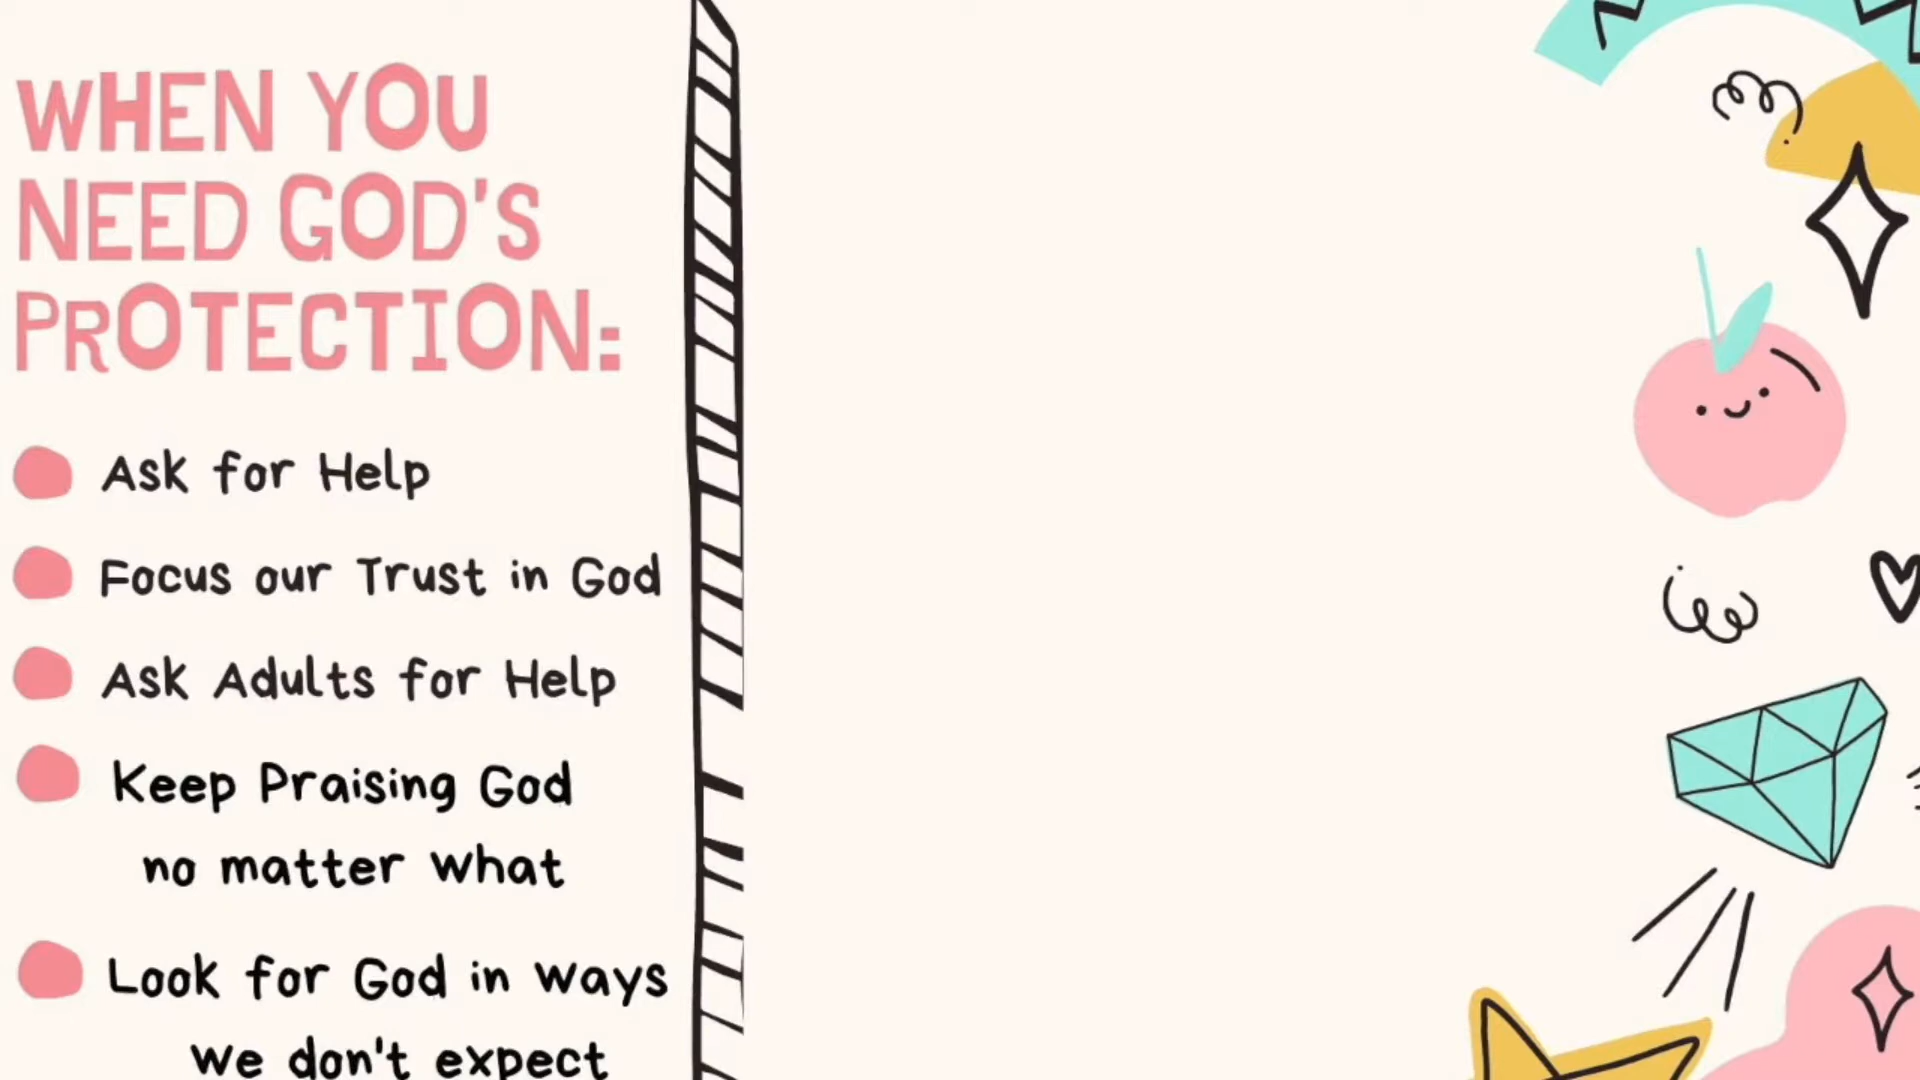 WHEN YOU
NEED GOD'S
PROTECTION:
Ask for Help
Focus our Trust in God
Ask Adults for Help
Keep Praising God
no matter what
Look for God in ways
we don't expect